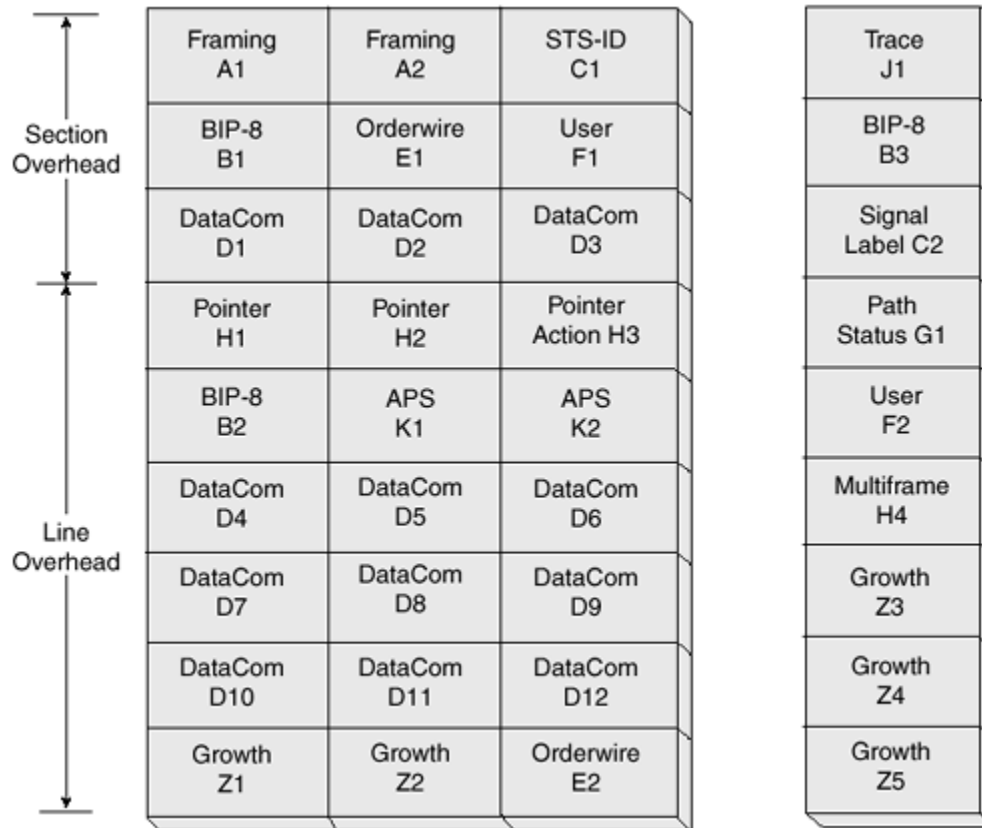 Section
Overhead
Line
Overhead
Framing
A1
Framing
A2
STS-ID
C1
BIP-8
B1
Orderwire
E1
User
F1
DataCom
D1
DataCom
D2
DataCom
D3
Pointer
H1
Pointer
H2
Pointer
Action H3
BIP-8
B2
APS
K1
APS
K2
DataCom
D4
DataCom
D5
DataCom
D6
DataCom
D7
DataCom
D8
DataCom
D9
DataCom
D10
DataCom
D11
DataCom
D12
Growth
Z1
Growth
Z2
Orderwire
E2
Trace
J1
BIP-8
B3
Signal
Label C2
Path
Status G1
User
F2
Multiframe
H4
Growth
Z3
Growth
Z4
Growth
Z5